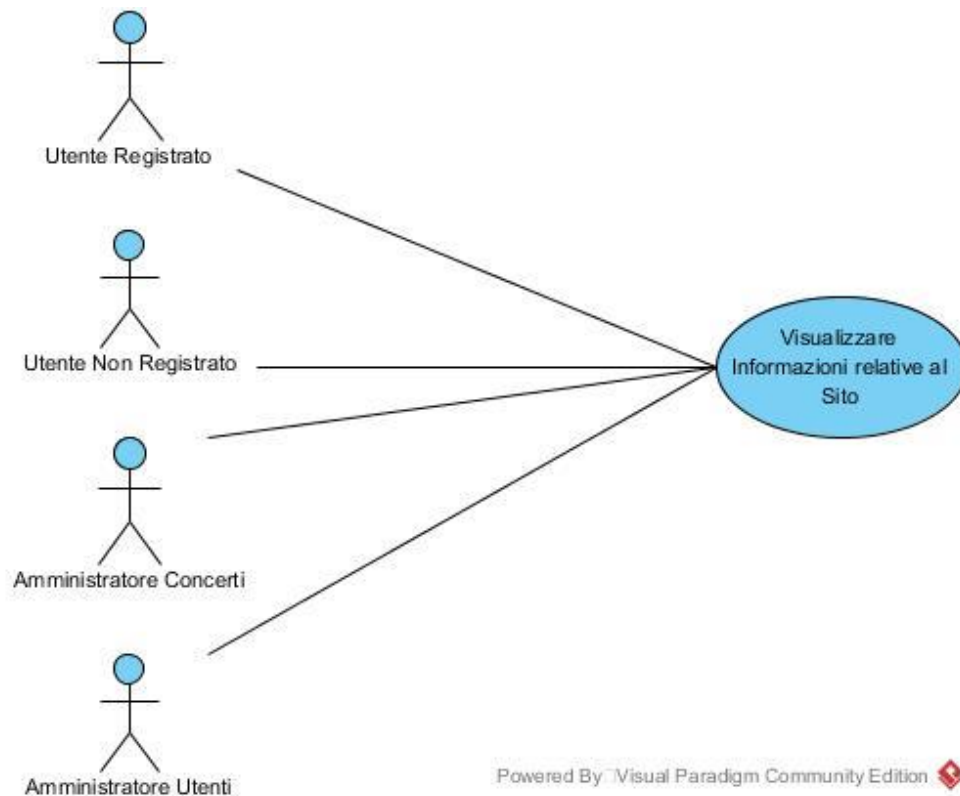 Utente Registrato
Utente Non Registrato
Visualizzare
Informazioni relative al
Sito
Amministratore Concerti
Amministratore Utenti
Powered By Visual Paradigm Community Edition